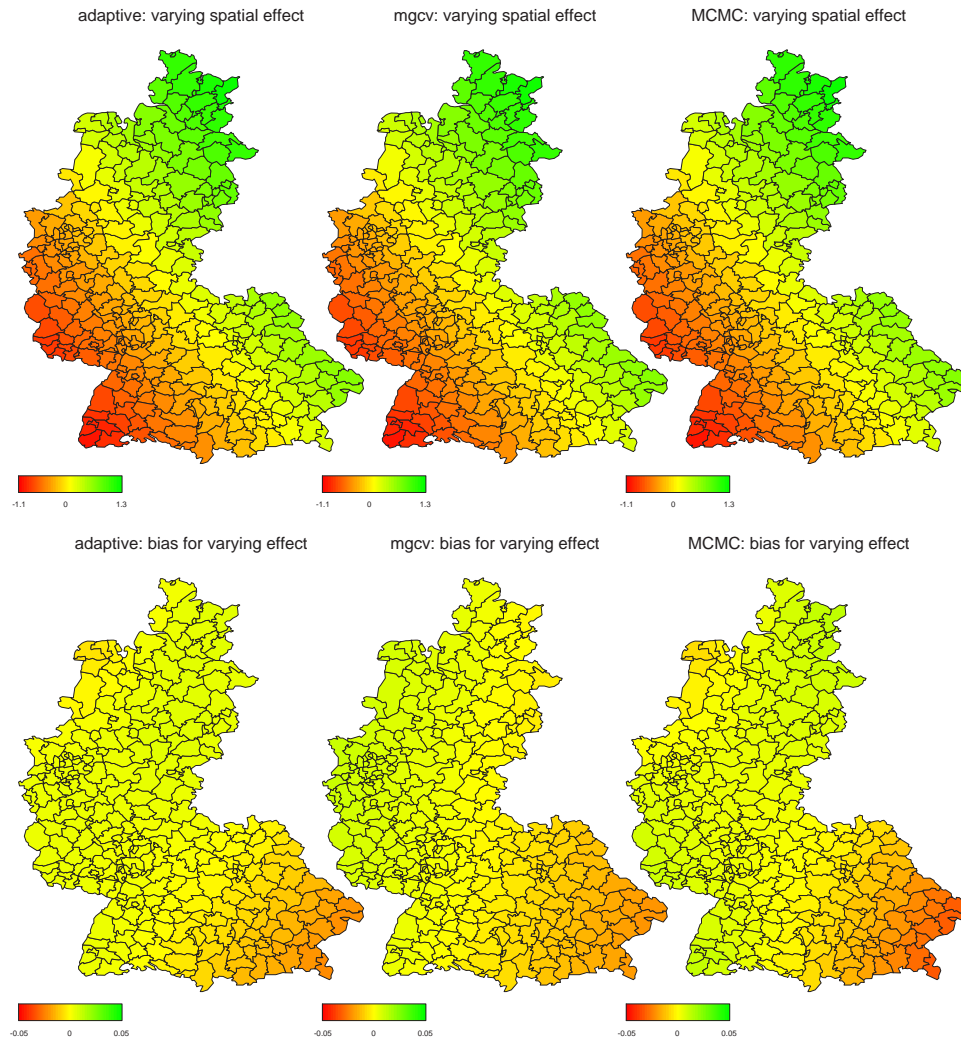 adaptive: varying spatial effect
mgcv: varying spatial effect
MCMC: varying spatial effect
-1.1 0 1.3
-1.1 0 1.3
-1.1 0 1.3
adaptive: bias for varying effect
mgcv: bias for varying effect
MCMC: bias for varying effect
-0.05 0 0.05
-0.05 0 0.05
-0.05 0 0.05